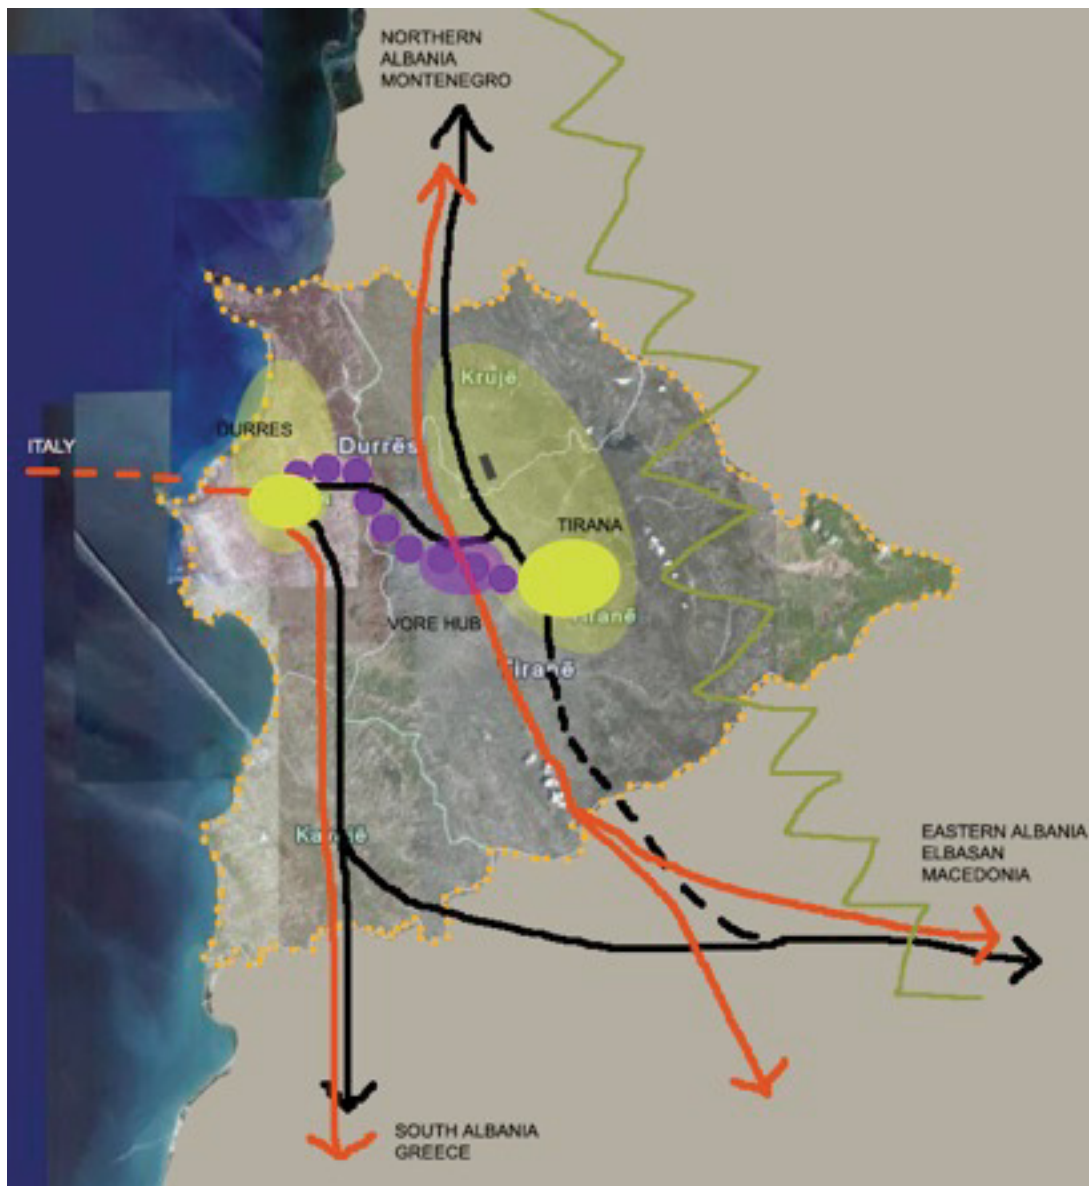 NORTHERN
ALBANIA
MONTENEGRO
Krujë
DURRES
Durrës
ITALY
TIRANA
VORE HUB
Tiranë
EASTERN ALBANIA
ELBASAN
MACEDONIA
SOUTH ALBANIA
GREECE